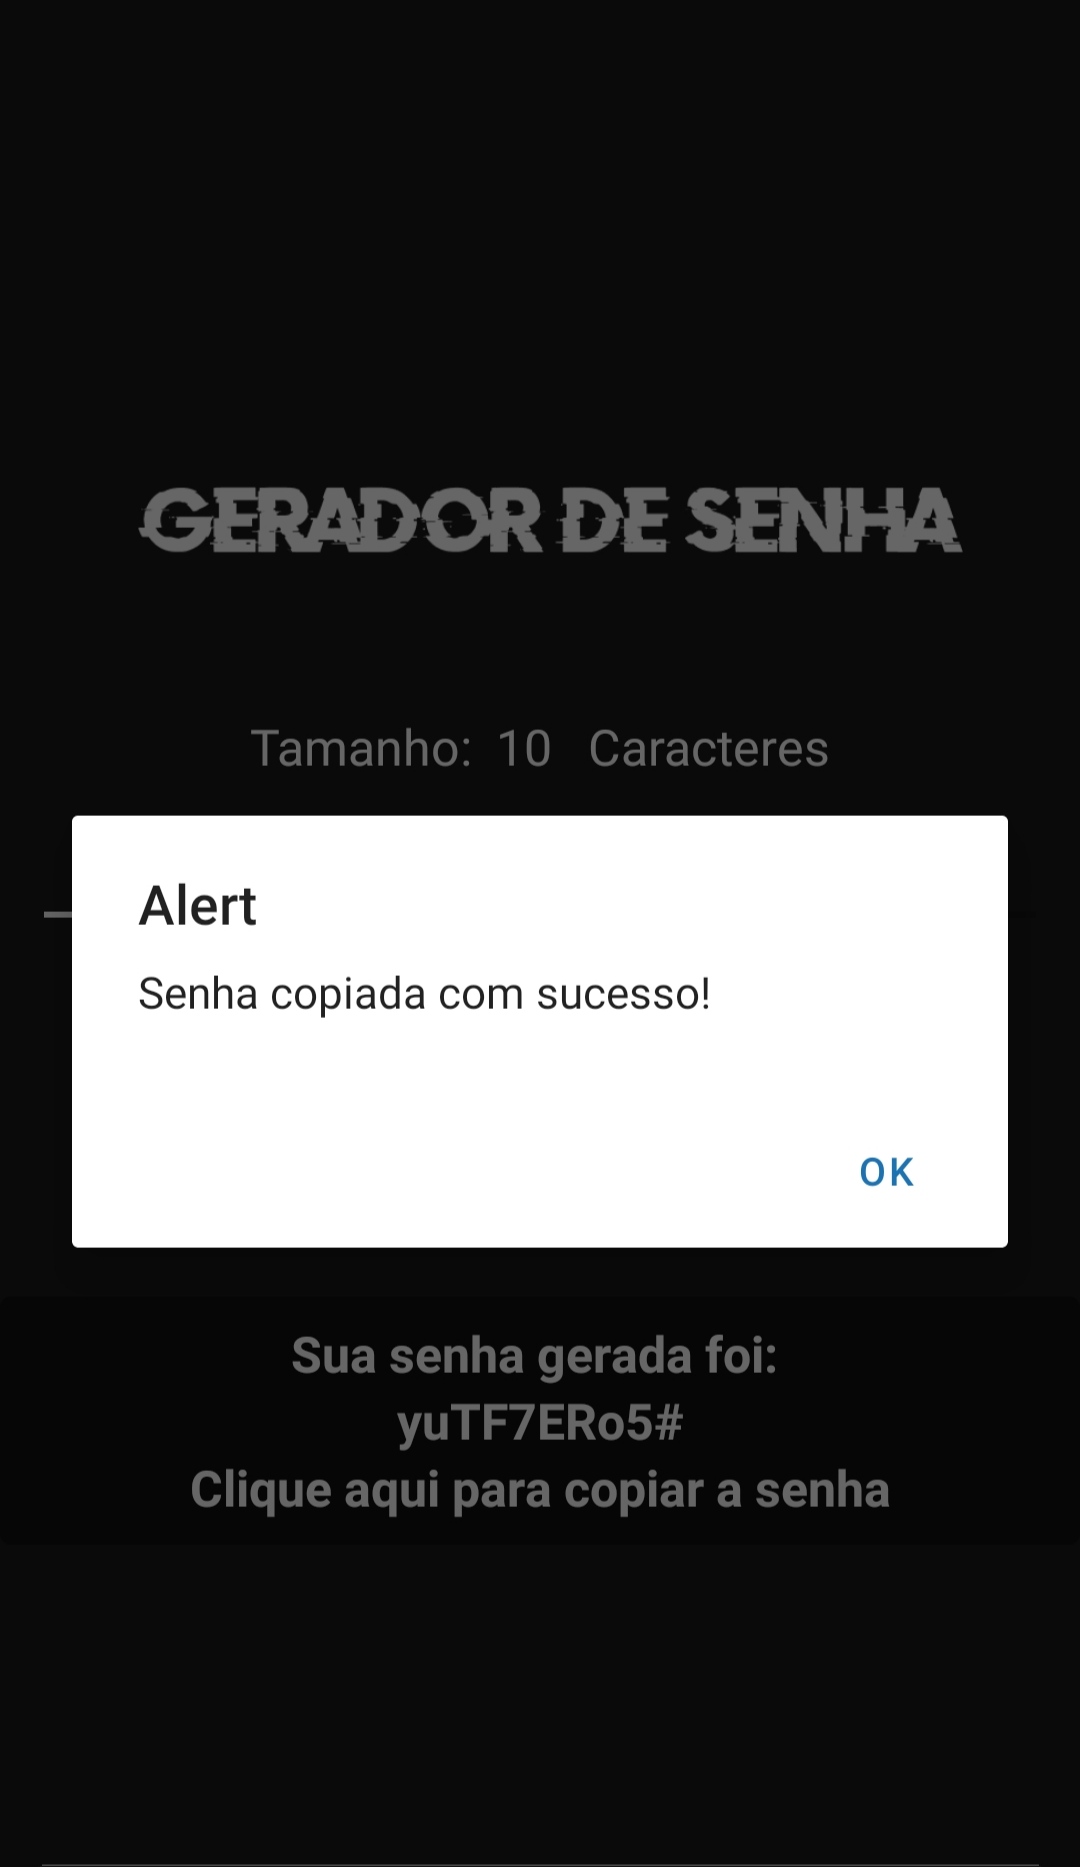 GERADOR DE SENHA
Tamanho: 10 Caracteres
Alert
Senha copiada com sucesso!
OK
Sua senha gerada foi:
yuTF7ERo5#
Clique aqui para copiar a senha